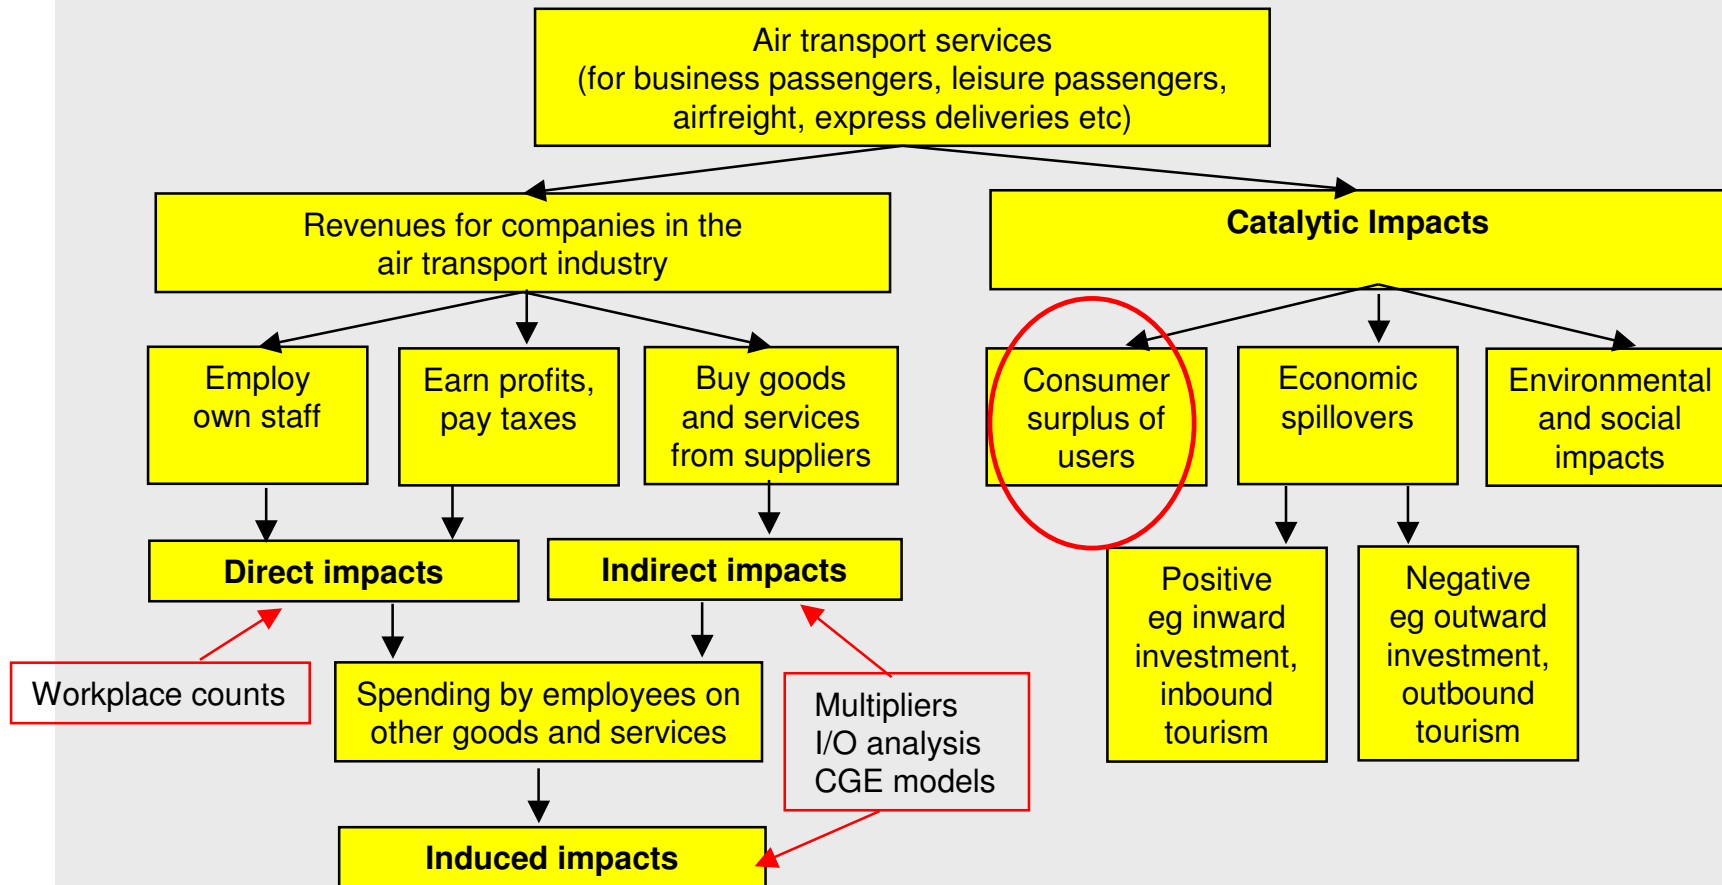 Air transport services
(for business passengers, leisure passengers,
airfreight, express deliveries etc)
Revenues for companies in the
air transport industry
Catalytic Impacts
Employ
own staff
Earn profits,
pay taxes
Buy goods
and services
from suppliers
Consumer
surplus of
users
Economic
spillovers
Environmental
and social
impacts
Direct impacts
Indirect impacts
Positive
eg inward
investment,
inbound
tourism
Negative
eg outward
investment,
outbound
tourism
Workplace counts
Spending by employees on
other goods and services
Multipliers
I/O analysis
CGE models
Induced impacts